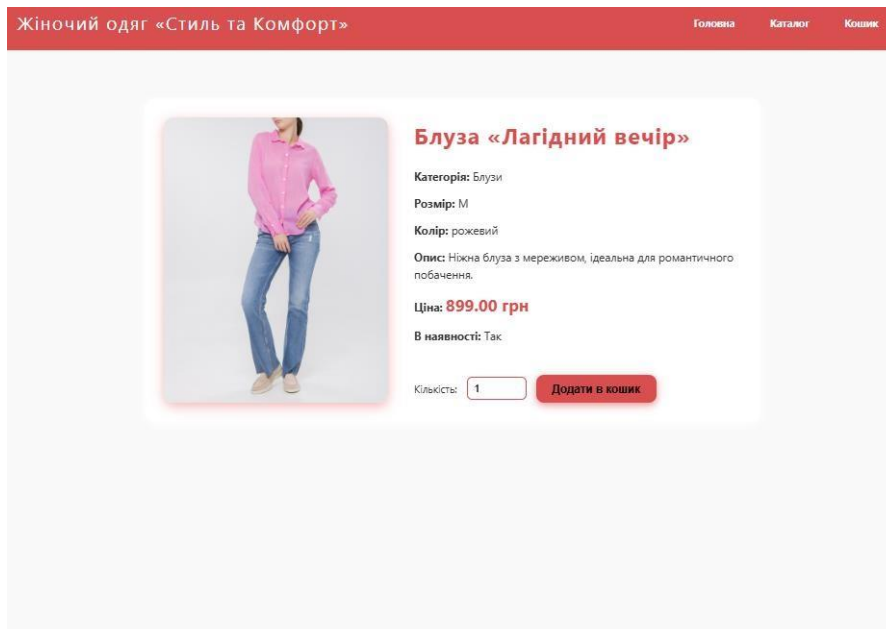 Жіночий одяг «Стиль та Комфорт»
Головна Каталог Кошик
Блуза «Лагідний вечір»
Категорія: Блузи
Розмір: M
Колір: рожевий
Опис: Ніжна блуза з мереживом, ідеальна для романтичного
побачення.
Ціна: 899.00 грн
В наявності: Так
Кількість: 1 Додати в кошик